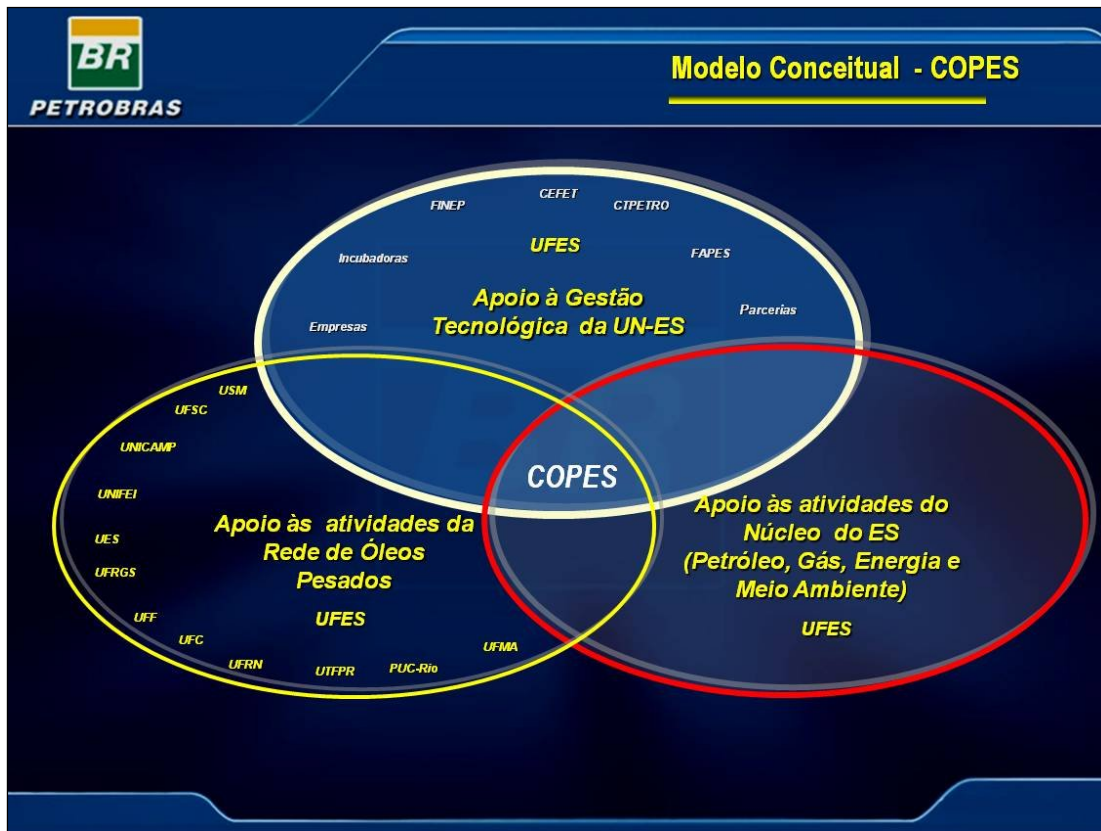 BR
PETROBRAS
Modelo Conceitual - COPES
FINEP
CEFET
CTPETRO
Incubadoras
UFES
FAPES
Apoio à Gestão
Tecnológica da UN-ES
Empresas
Parcerias
USM
UFSC
UNICAMP
UNIFEI
UES
UFRGS
UFF
UFC
UFRN
UTFPR
PUC-Rio
UFMA
Apoio às atividades da
Rede de Óleos
Pesados
UFES
COPES
Apoio às atividades do
Núcleo do ES
(Petróleo, Gás, Energia e
Meio Ambiente)
UFES